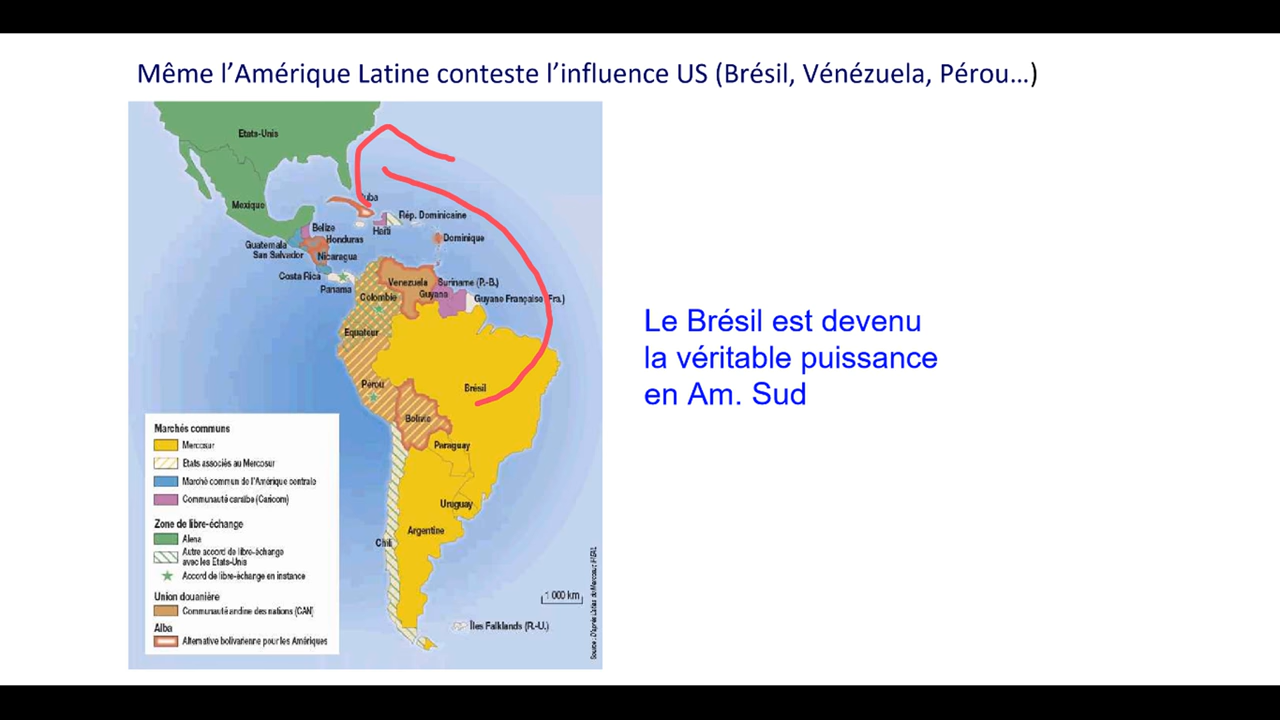 Même l’Amérique Latine conteste l’influence US (Brésil, Vénézuela, Pérou…)
Etats-Unis
Mexique
Cuba
Rép. Dominicaine
Haïti
Belize
Honduras
Dominique
Guatemala
San Salvador
Nicaragua
Costa Rica
Panama
Venezuela
Suriname (P.-B.)
Guyana
Guyane Française (Fra.)
Colombie
Equateur
Pérou
Brésil
Bolivie
Paraguay
Uruguay
Argentine
Chili
Îles Falklands (R.-U.)
1 000 km
Marchés communs
Mercosur
Etats associés au Mercosur
Marché commun de l'Amérique centrale
Communauté caraïbe (Caricom)
Zone de libre-échange
Alena
Autre accord de libre-échange
avec les Etats-Unis
Accord de libre-échange en instance
Union douanière
Communauté andine des nations (CAN)
Alba
Alternative bolivarienne pour les Amériques
Le Brésil est devenu
la véritable puissance
en Am. Sud